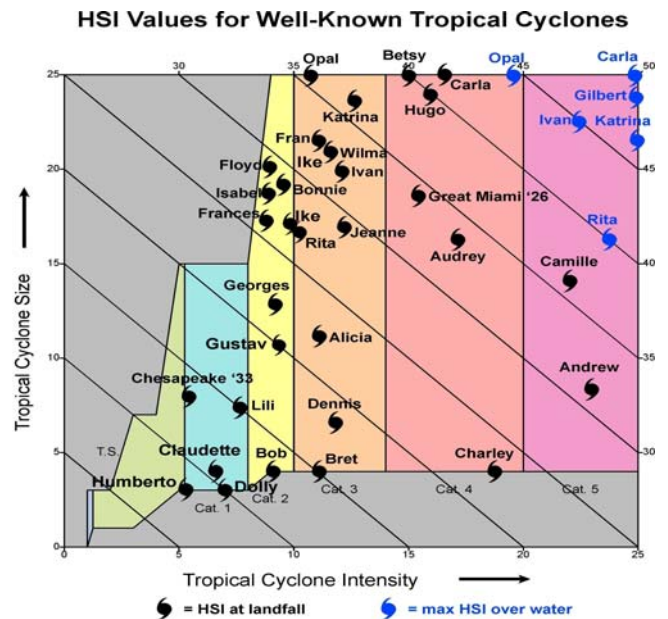 HSI Values for Well-Known Tropical Cyclones
30 35 40 45 50
Opal Betsy Opal Carla
25
Carla
Gilbert
Katrina Hugo
Ivan Katrina
Fran
Wilma
Floyd Ike Ivan
20
Isabel Bonnie
Great Miami '26
Frances Ike
Rita
Rita Jeanne
40
Audrey
15
Camille
Georges
Gustav Alicia
10
Andrew
Chesapeake '33
Dennis
Lili
5
T.S.
Claudette Bob Bret Charley
30
Humberto Dolly
Cat. 1 Cat. 2 Cat. 3 Cat. 4 Cat. 5
0
0 5 10 15 20 25
Tropical Cyclone Size
Tropical Cyclone Intensity
= HSI at landfall = max HSI over water